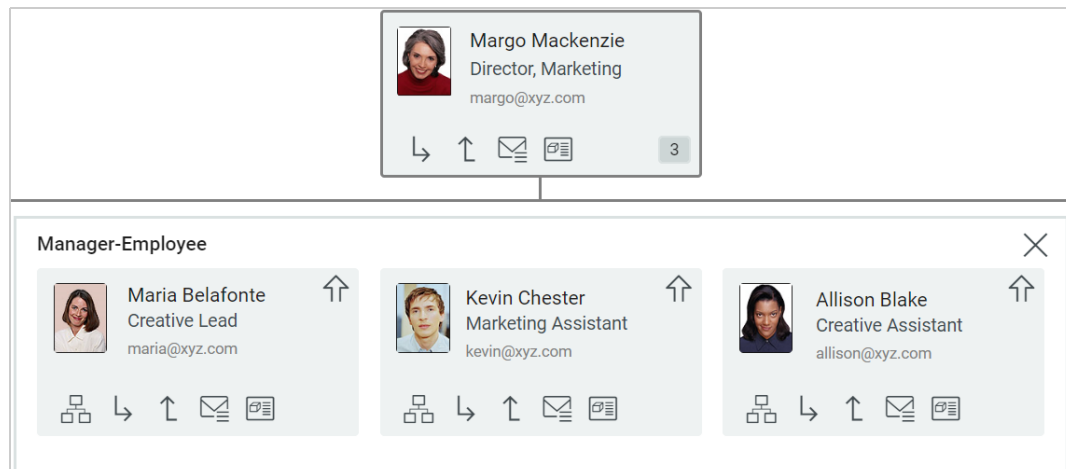 Margo Mackenzie
Director, Marketing
margo@xyz.com
3
Manager-Employee
Maria Belafonte
Creative Lead
maria@xyz.com
Kevin Chester
Marketing Assistant
kevin@xyz.com
Allison Blake
Creative Assistant
allison@xyz.com